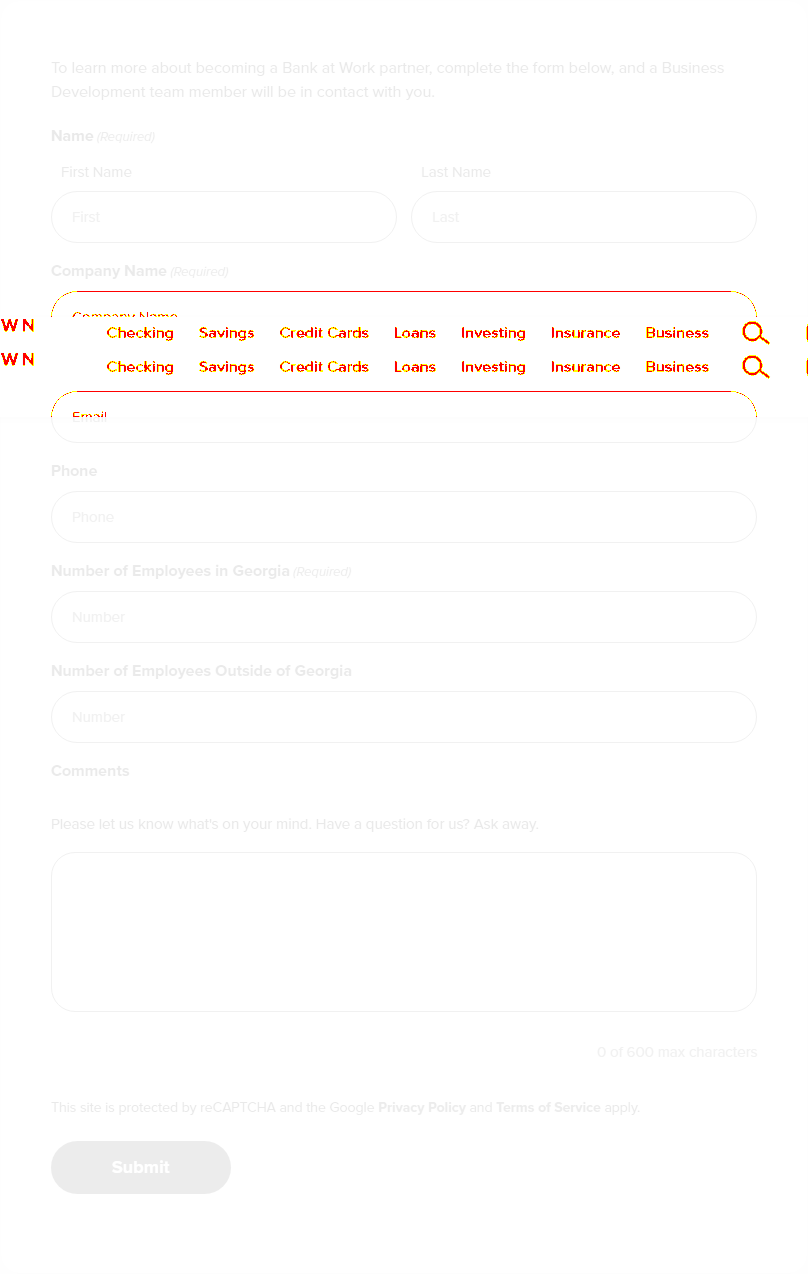 To learn more about becoming a Bank at Work partner, complete the form below, and a Business
Development team member will be in contact with you.
Name (Required)
First Name Last Name
First Last
Company Name (Required)
Company Name
W N Checking Savings Credit Cards Loans Investing Insurance Business
W N Checking Savings Credit Cards Loans Investing Insurance Business
Email
Phone
Phone
Number of Employees in Georgia (Required)
Number
Number of Employees Outside of Georgia
Number
Comments
Please let us know what's on your mind. Have a question for us? Ask away.
0 of 600 max characters
This site is protected by reCAPTCHA and the Google Privacy Policy and Terms of Service apply.
Submit